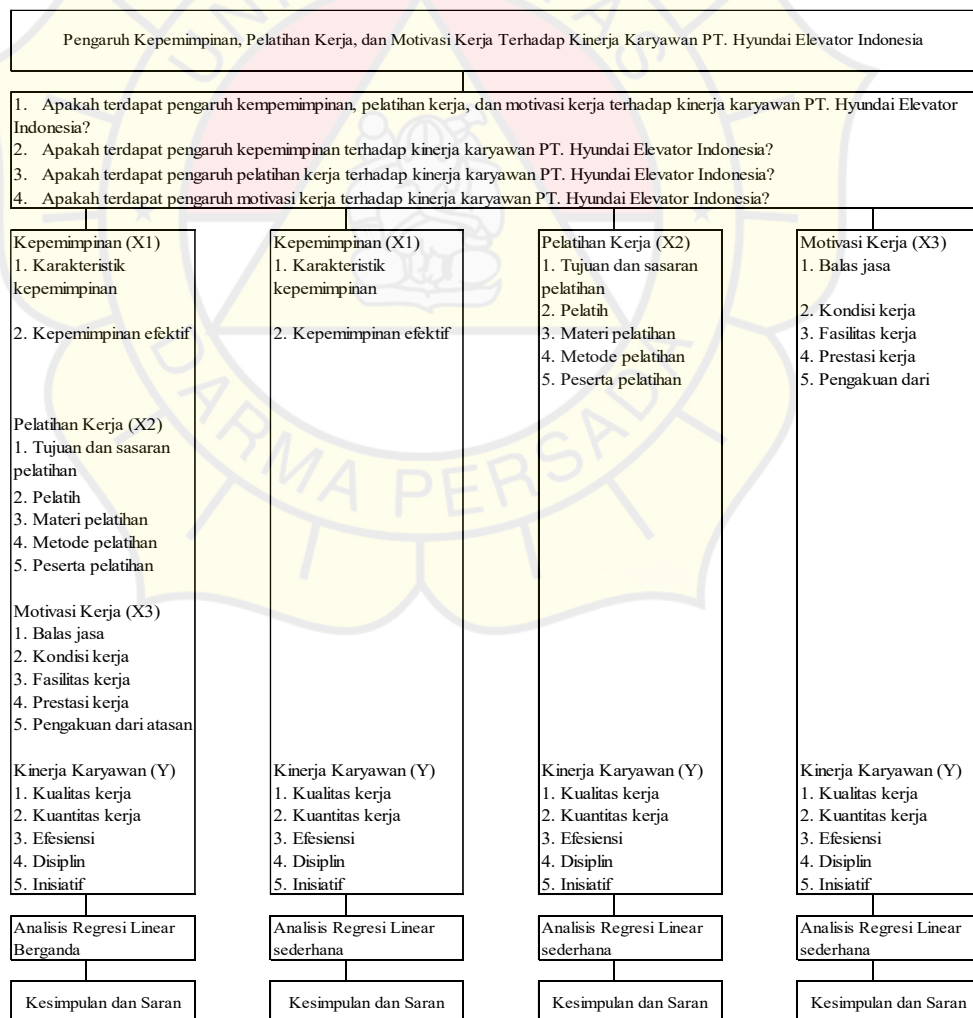 Pengaruh Kepemimpinan, Pelatihan Kerja, dan Motivasi Kerja Terhadap Kinerja Karyawan PT. Hyundai Elevator Indonesia
1. Apakah terdapat pengaruh kempemimpinan, pelatihan kerja, dan motivasi kerja terhadap kinerja karyawan PT. Hyundai Elevator
Indonesia?
2. Apakah terdapat pengaruh kepemimpinan terhadap kinerja karyawan PT. Hyundai Elevator Indonesia?
3. Apakah terdapat pengaruh pelatihan kerja terhadap kinerja karyawan PT. Hyundai Elevator Indonesia?
4. Apakah terdapat pengaruh motivasi kerja terhadap kinerja karyawan PT. Hyundai Elevator Indonesia?
Kepemimpinan (X1)
1. Karakteristik
kepemimpinan
2. Kepemimpinan efektif
Pelatihan Kerja (X2)
1. Tujuan dan sasaran
pelatihan
2. Pelatih
3. Materi pelatihan
4. Metode pelatihan
5. Peserta pelatihan
Motivasi Kerja (X3)
1. Balas jasa
2. Kondisi kerja
3. Fasilitas kerja
4. Prestasi kerja
5. Pengakuan dari atasan
Kinerja Karyawan (Y)
1. Kualitas kerja
2. Kuantitas kerja
3. Efesiensi
4. Disiplin
5. Inisiatif
Analisis Regresi Linear
Berganda
Kesimpulan dan Saran
Kepemimpinan (X1)
1. Karakteristik
kepemimpinan
2. Kepemimpinan efektif
Kinerja Karyawan (Y)
1. Kualitas kerja
2. Kuantitas kerja
3. Efesiensi
4. Disiplin
5. Inisiatif
Analisis Regresi Linear
sederhana
Kesimpulan dan Saran
Pelatihan Kerja (X2)
1. Tujuan dan sasaran
pelatihan
2. Pelatih
3. Materi pelatihan
4. Metode pelatihan
5. Peserta pelatihan
Kinerja Karyawan (Y)
1. Kualitas kerja
2. Kuantitas kerja
3. Efesiensi
4. Disiplin
5. Inisiatif
Analisis Regresi Linear
sederhana
Kesimpulan dan Saran
Motivasi Kerja (X3)
1. Balas jasa
2. Kondisi kerja
3. Fasilitas kerja
4. Prestasi kerja
5. Pengakuan dari
Kinerja Karyawan (Y)
1. Kualitas kerja
2. Kuantitas kerja
3. Efesiensi
4. Disiplin
5. Inisiatif
Analisis Regresi Linear
sederhana
Kesimpulan dan Saran
DARMA PERSADA